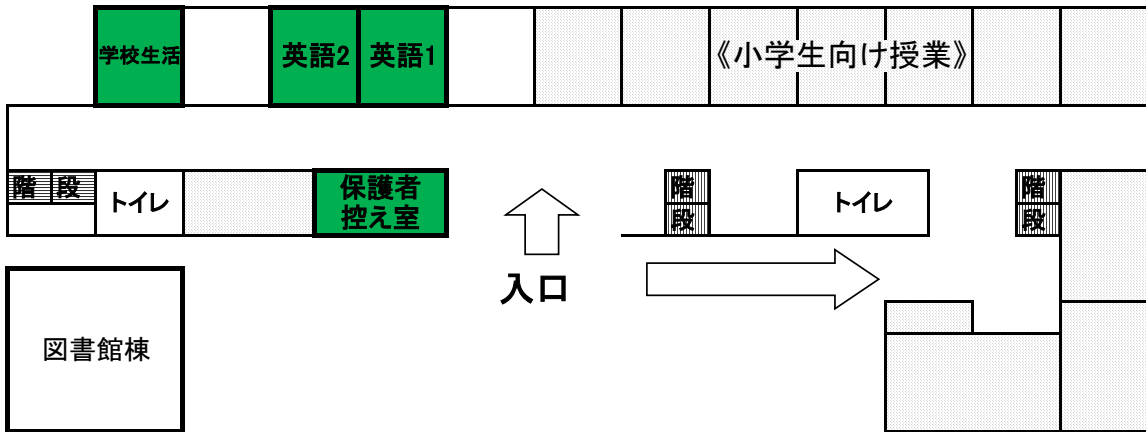 学校生活
英語2
英語1
《小学生向け授業》
階段
トイレ
保護者
控え室
階
段
トイレ
階
段
入口
図書館棟